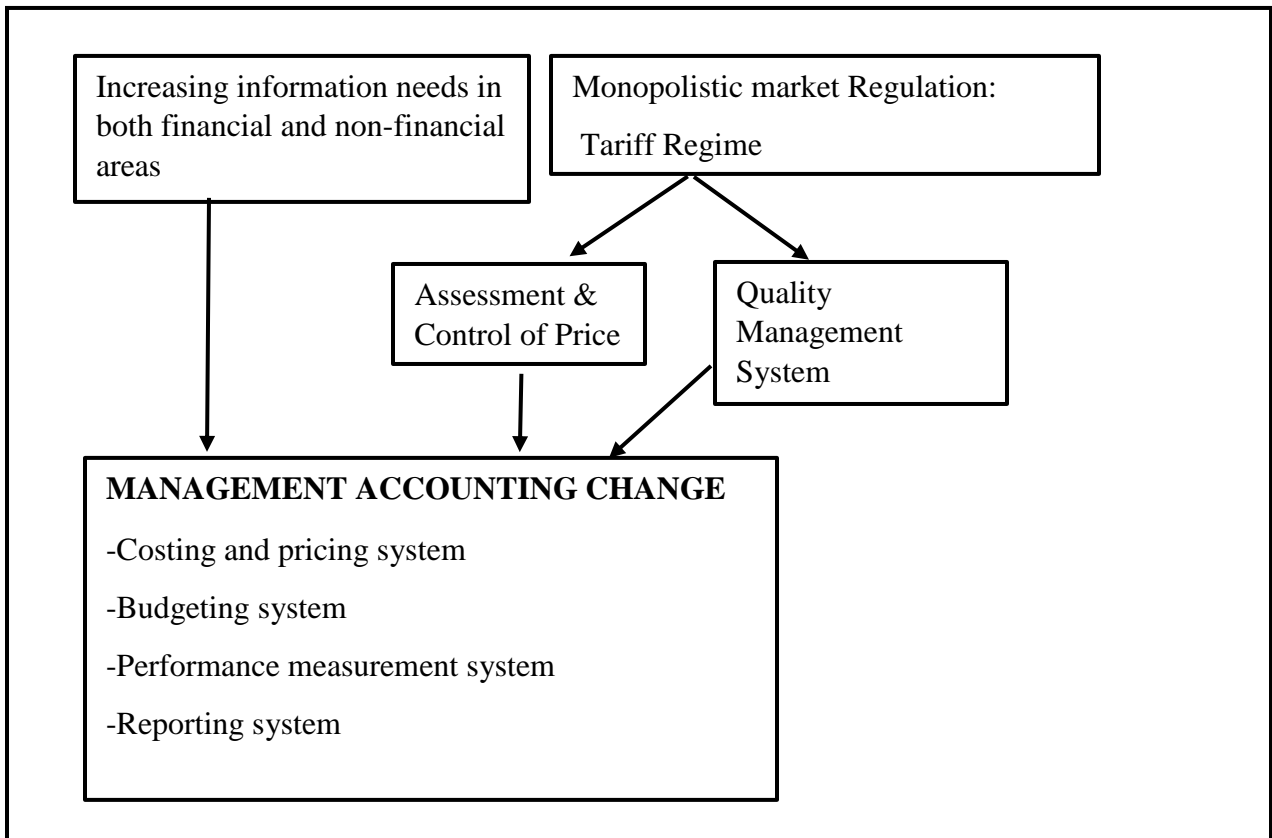 Increasing information needs in
both financial and non-financial
areas
Monopolistic market Regulation:
Tariff Regime
Assessment &
Control of Price
Quality
Management
System
MANAGEMENT ACCOUNTING CHANGE
-Costing and pricing system
-Budgeting system
-Performance measurement system
-Reporting system